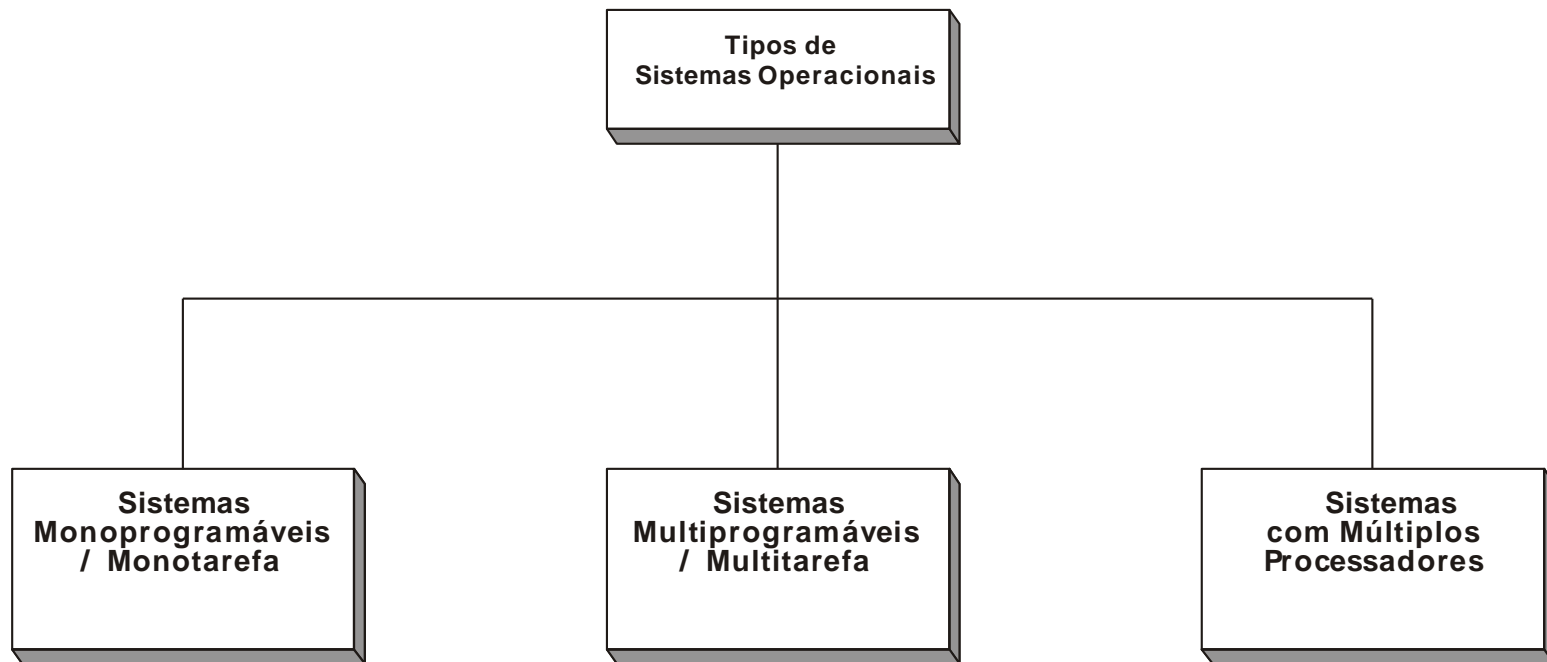 Tipos de
Sistemas Operacionais
Sistemas
Monoprogramáveis
/ Monotarefa
Sistemas
Multiprogramáveis
/ Multitarefa
Sistemas
com Múltiplos
Processadores